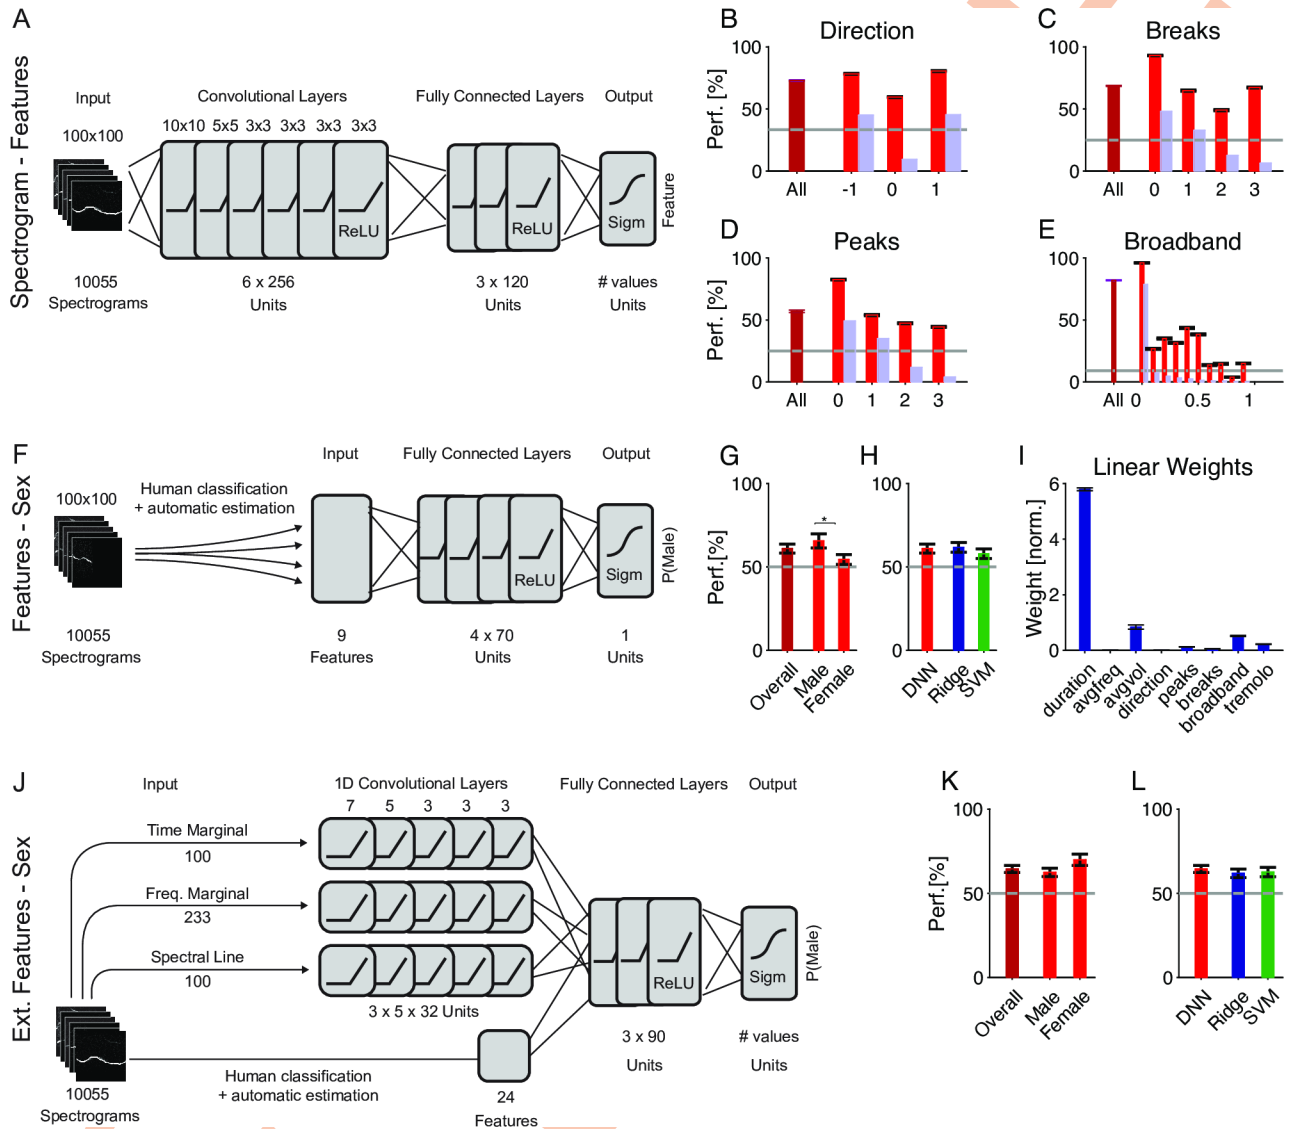 A
Spectrogram - Features
Input
Convolutional Layers
Fully Connected Layers
Output
100x100
10x10 5x5 3x3 3x3 3x3 3x3
ReLU
ReLU
Sigm
Feature
10055
Spectrograms
6 x 256
Units
3 x 120
Units
# values
Units
B
Direction
Perf. [%]
100
50
0
All -1 0 1
C
Breaks
100
50
0
All 0 1 2 3
D
Peaks
Perf. [%]
100
50
0
All 0 1 2 3
E
Broadband
100
50
0
All 0 0.5 1
F
Features - Sex
Input
Fully Connected Layers
Output
100x100
Human classification
+ automatic estimation
ReLU
Sigm
P(Male)
10055
Spectrograms
9
Features
4 x 70
Units
1
Units
G
Perf.[%]
100
50
0
Overall
Male
Female
*
H
100
50
0
DNN
Ridge
SVM
I
Linear Weights
Weight [norm.]
6
4
2
0
duration
avgfreq
avgvol
direction
peaks
breaks
broadband
tremolo
J
Ext. Features - Sex
Input
1D Convolutional Layers
Fully Connected Layers
Output
7 5 3 3 3
Time Marginal
100
Freq. Marginal
233
Spectral Line
100
3 x 5 x 32 Units
ReLU
Sigm
P(Male)
10055
Spectrograms
Human classification
+ automatic estimation
24
Features
3 x 90
Units
# values
Units
K
Perf.[%]
100
50
0
Overall
Male
Female
L
100
50
0
DNN
Ridge
SVM